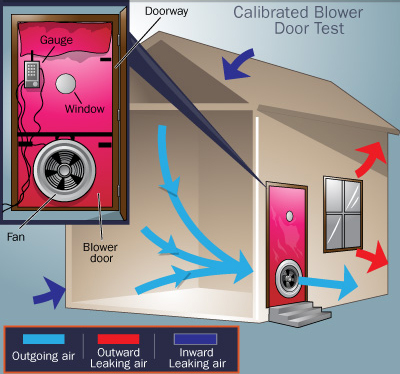 Calibrated Blower
Door Test
Doorway
Gauge
Window
Fan
Blower
door
Outgoing air
Outward
Leaking air
Inward
Leaking air